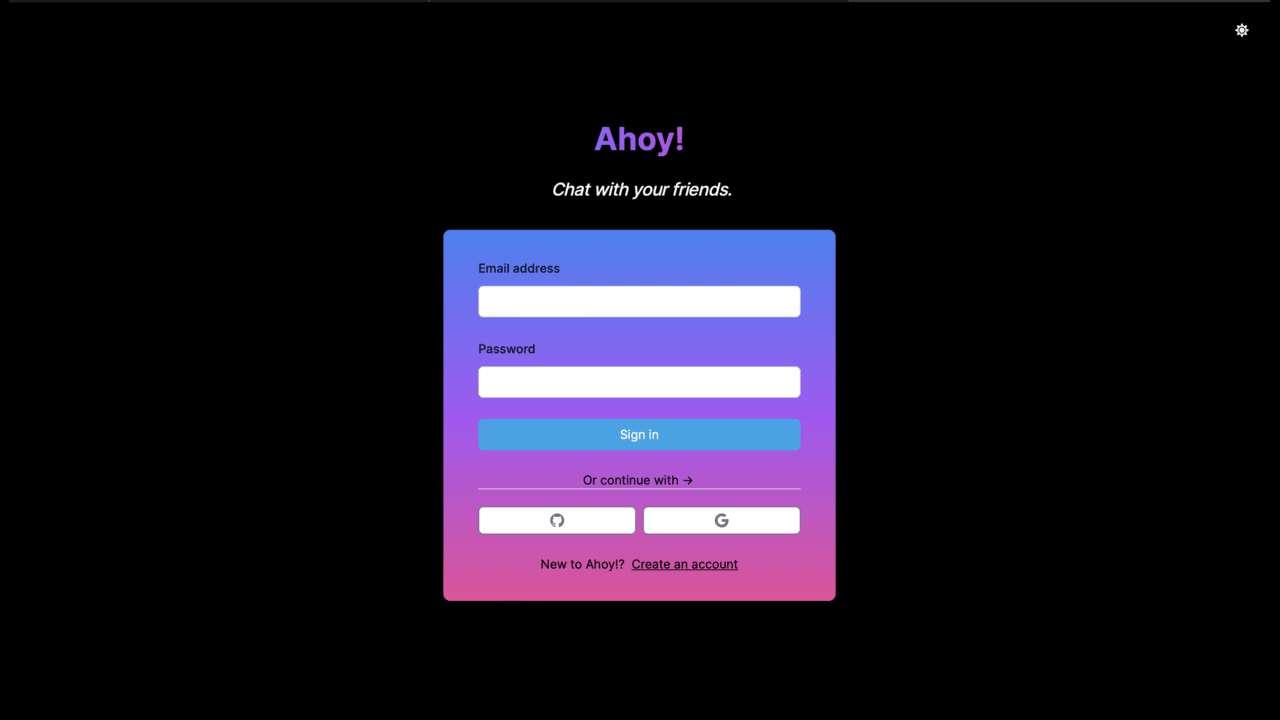 Ahoy!
Chat with your friends.
Email address
Password
Sign in
Or continue with →
New to Ahoy!? Create an account